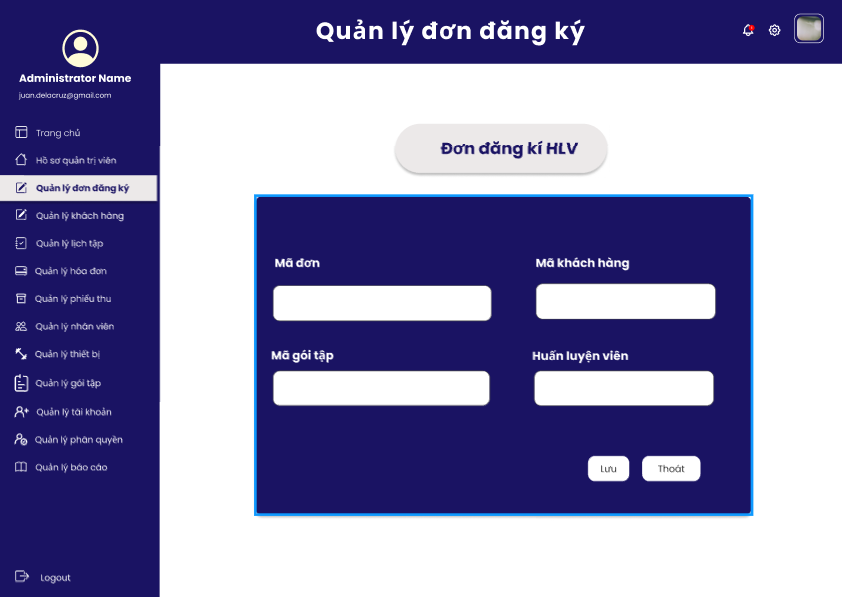 Quản lý đơn đăng ký
Administrator Name
juan.delacruz@gmail.com
Trang chủ
Hồ sơ quản trị viên
Quản lý đơn đăng ký
Quản lý khách hàng
Quản lý lịch tập
Quản lý hóa đơn
Quản lý phiếu thu
Quản lý nhân viên
Quản lý thiết bị
Quản lý gói tập
Quản lý tài khoản
Quản lý phân quyền
Quản lý báo cáo
Logout
Đơn đăng kí HLV
Mã đơn
Mã khách hàng
Mã gói tập
Huấn luyện viên
Lưu
Thoát